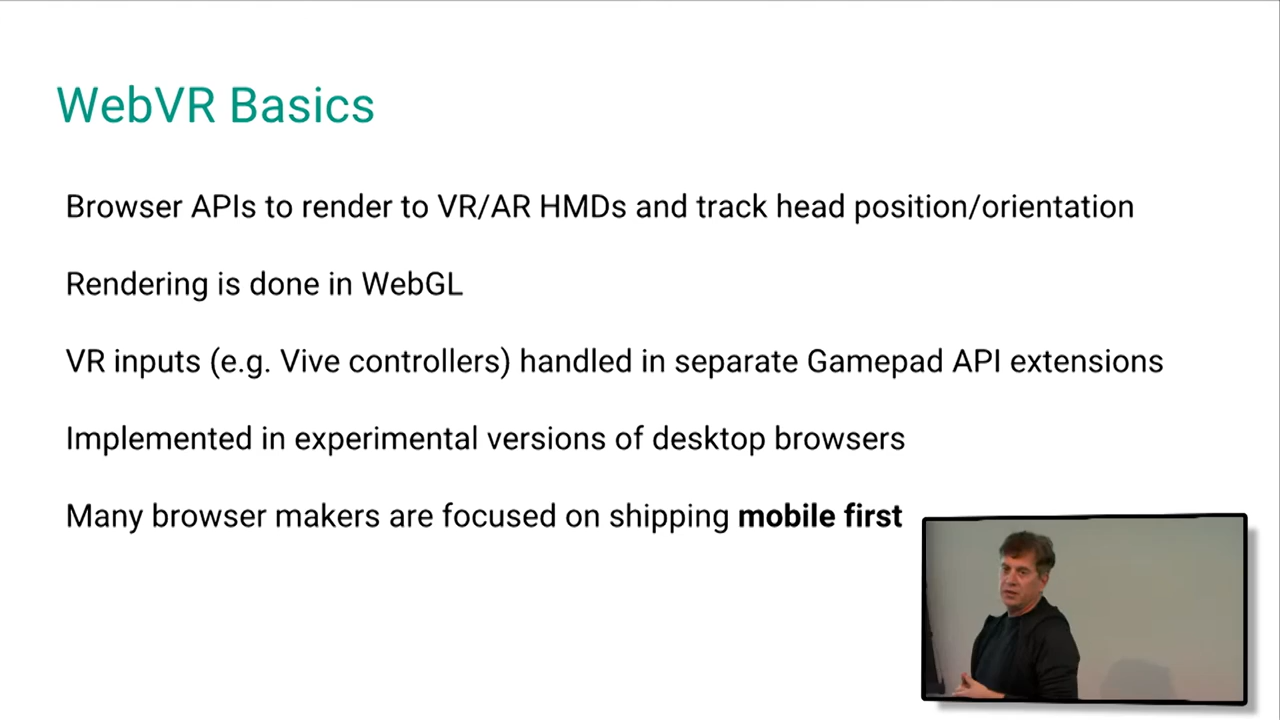 WebVR Basics
Browser APIs to render to VR/AR HMDs and track head position/orientation
Rendering is done in WebGL
VR inputs (e.g. Vive controllers) handled in separate Gamepad API extensions
Implemented in experimental versions of desktop browsers
Many browser makers are focused on shipping mobile first